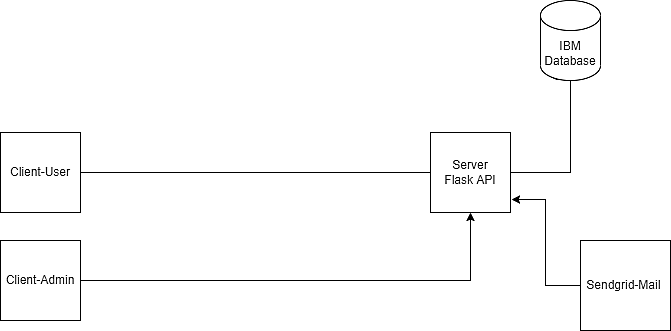 IBM
Database
Client-User
Server
Flask API
Client-Admin
Sendgrid-Mail